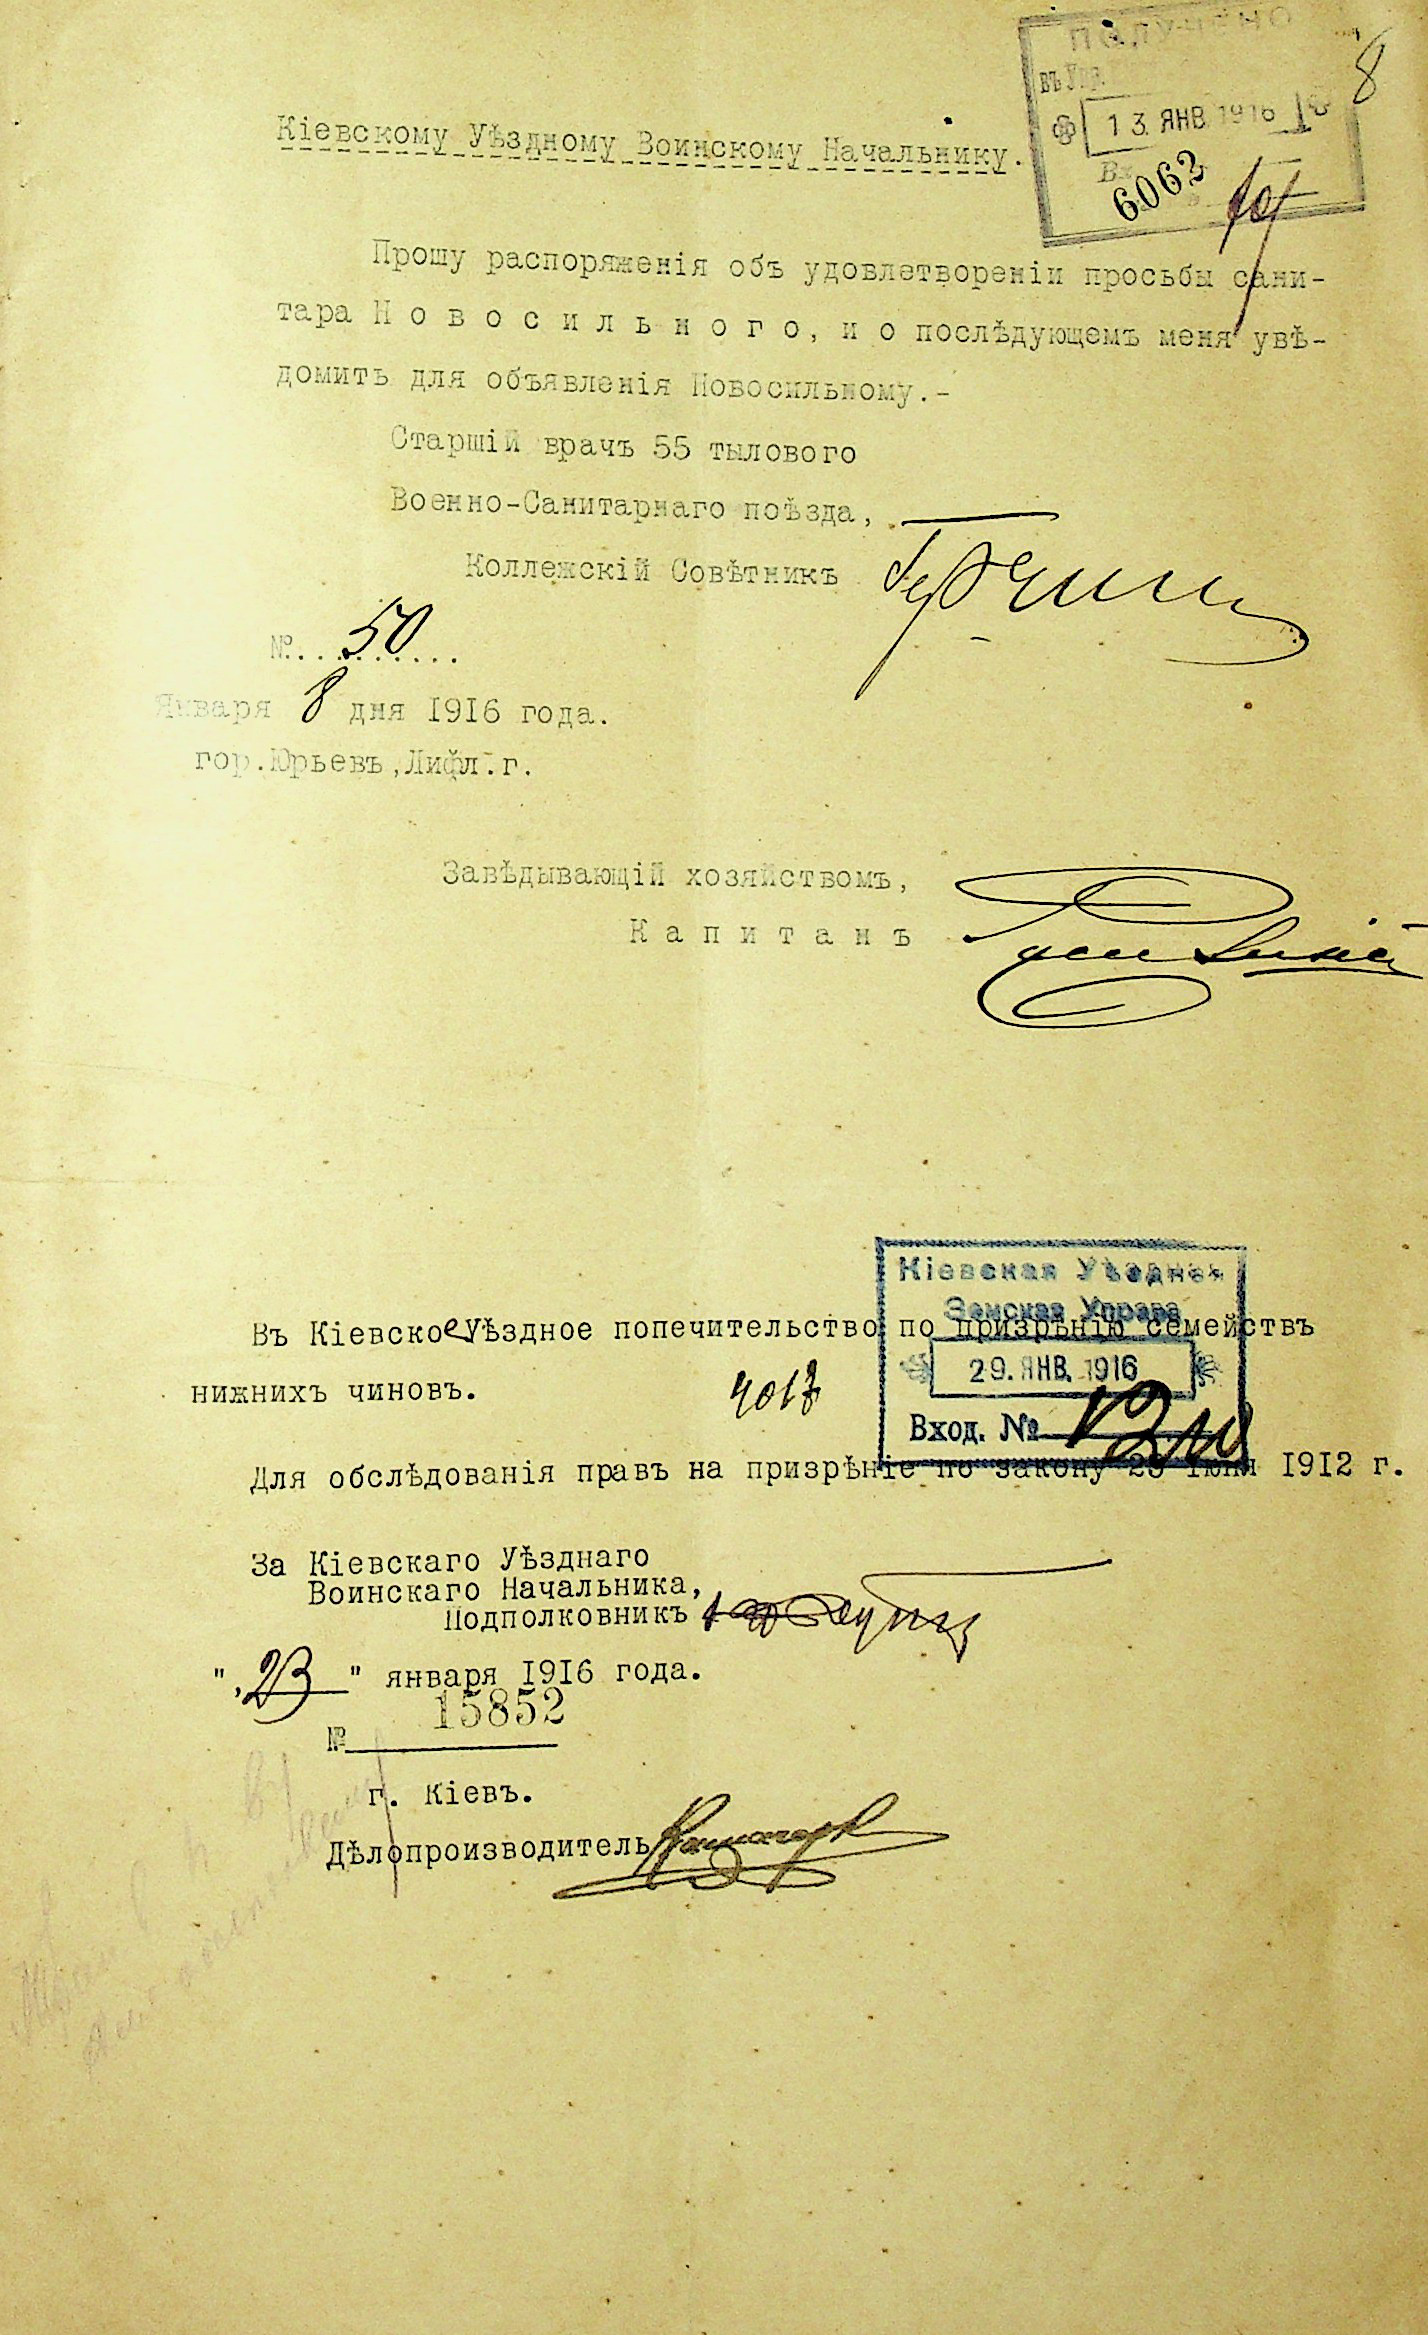 ПОЛУЧЕНО
въ Упр.
8
13 ЯНВ 1916
Вх
6062
Кіевскому Уѣздному Воинскому Начальнику.
Прошу распоряженія объ удовлетвореніи просьбы сани-
тара Н о в о с и л ь н о г о, и о послѣдующемъ меня увѣ-
домить для объявленія Новосильному.-
Старшій врачъ 55 тылового
Военно-Санитарнаго поѣзда,
Коллежскій Совѣтникъ
№ 50
Января 8 дня 1916 года.
гор.Юрьевъ,Лифл.г.
Завѣдывающій хозяйствомъ,
К а п и т а н ъ
Кіевская Уѣздная
Земская Управа
29. ЯНВ. 1916
Вход. №
Въ Кіевское Уѣздное попечительство по призрѣнію семействъ
нижнихъ чиновъ.
Для обслѣдованія правъ на призрѣніе по закону 25 Іюня 1912 г.
За Кіевскаго Уѣзднаго
Воинскаго Начальника,
Подполковникъ
" 23 " января 1916 года.
№ 15852
г. Кіевъ.
Дѣлопроизводитель